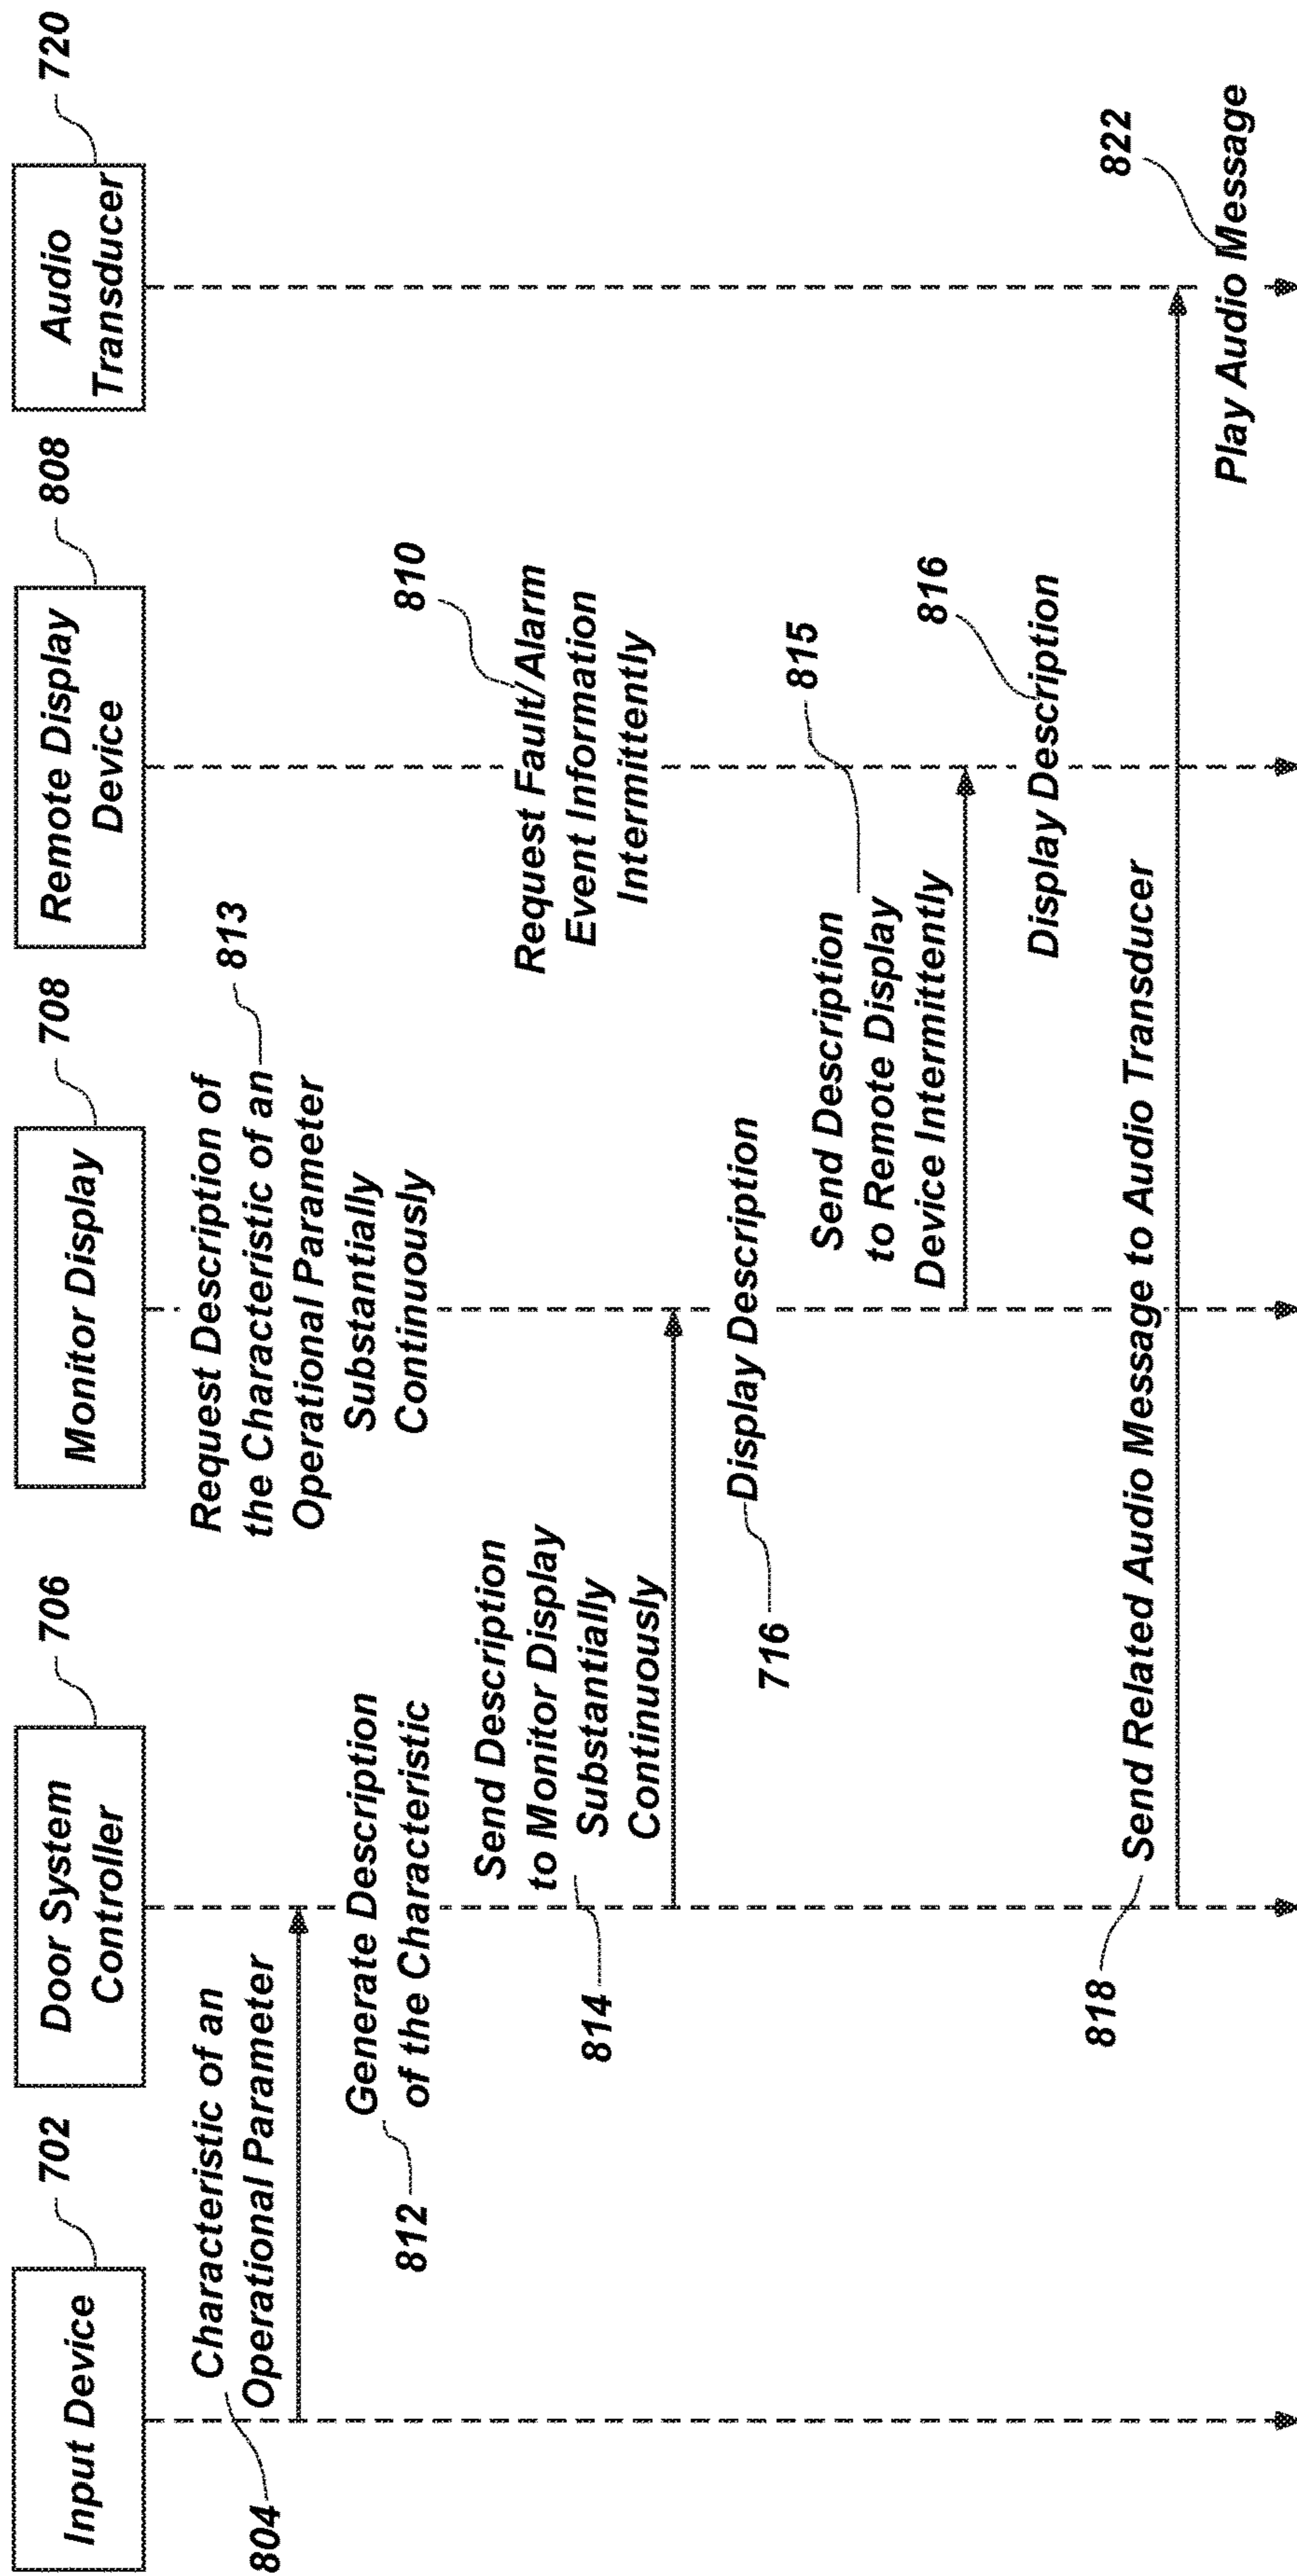 Input Device
702
Door System
Controller
706
Monitor Display
708
Remote Display
Device
808
Audio
Transducer
720
804
Characteristic of an
Operational Parameter
Request Description of
the Characteristic of an
Operational Parameter
Substantially
Continuously
813
812
Generate Description
of the Characteristic
Request Fault/Alarm
Event Information
Intermittently
810
814
Send Description
to Monitor Display
Substantially
Continuously
716
Display Description
Send Description
to Remote Display
Device Intermittently
815
Display Description
816
818
Send Related Audio Message to Audio Transducer
Play Audio Message
822